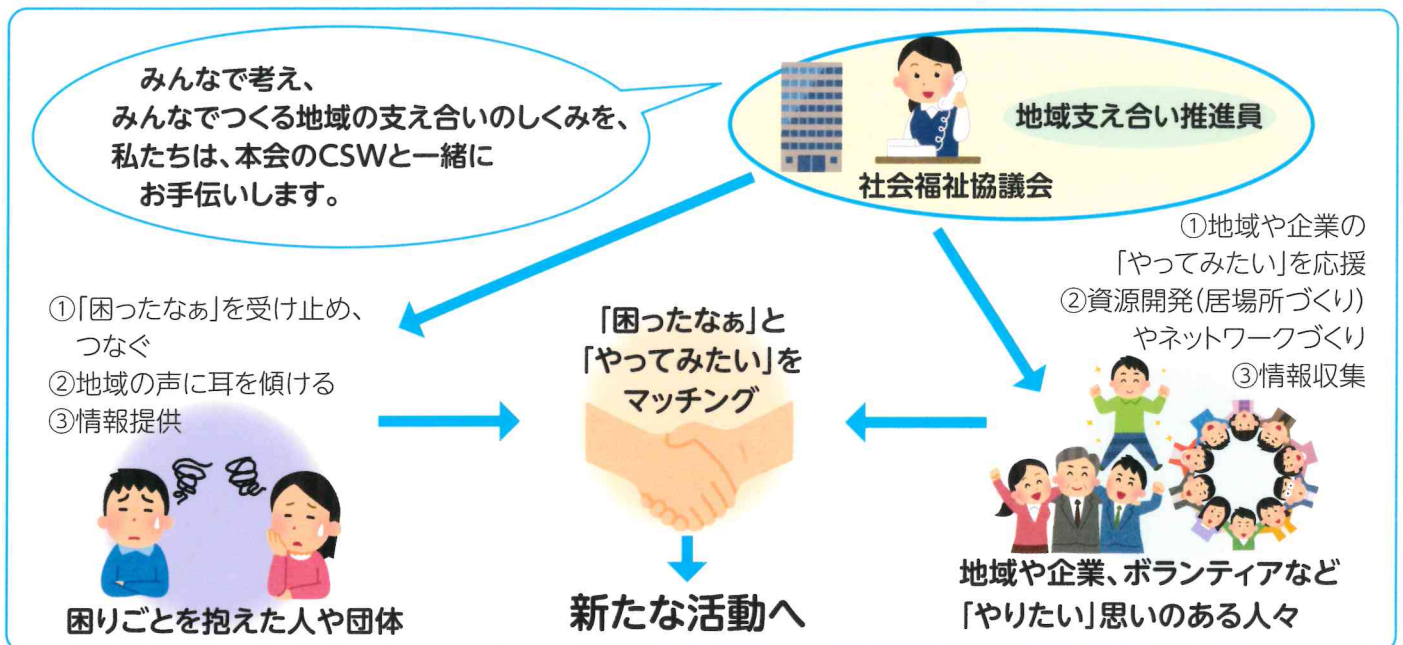 みんなで考え、
みんなでつくる地域の支え合いのしくみを、
私たちは、本会のCSWと一緒に
お手伝いします。
地域支え合い推進員
社会福祉協議会
①「困ったなぁ」を受け止め、
つなぐ
②地域の声に耳を傾ける
③情報提供
「困ったなぁ」と
「やってみたい」を
マッチング
①地域や企業の
「やってみたい」を応援
②資源開発(居場所づくり)
やネットワークづくり
③情報収集
困りごとを抱えた人や団体
新たな活動へ
地域や企業、ボランティアなど
「やりたい」思いのある人々